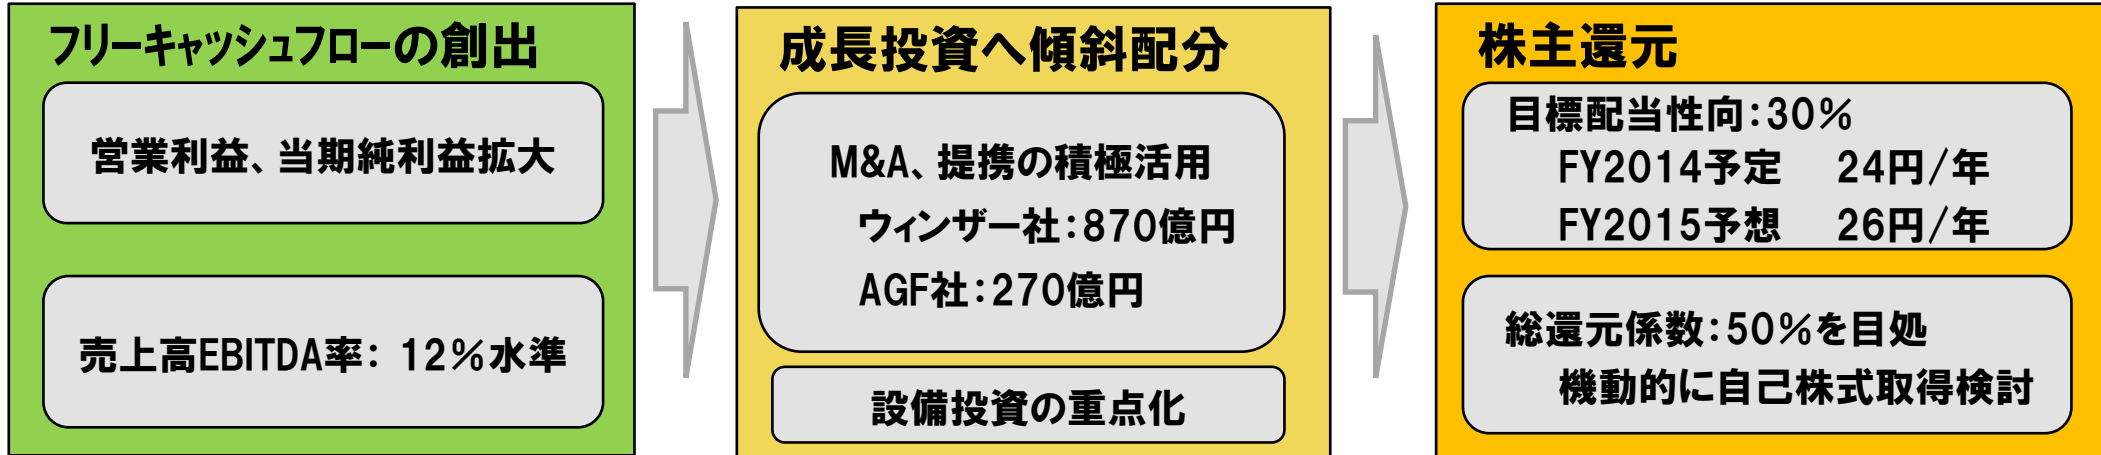 フリーキャッシュフローの創出
営業利益、当期純利益拡大
売上高EBITDA率： 12％水準
成長投資へ傾斜配分
M&A、提携の積極活用
ウィンザー社：870億円
AGF社：270億円
設備投資の重点化
株主還元
目標配当性向：30％
FY2014予定 24円/年
FY2015予想 26円/年
総還元係数：50％を目処
機動的に自己株式取得検討